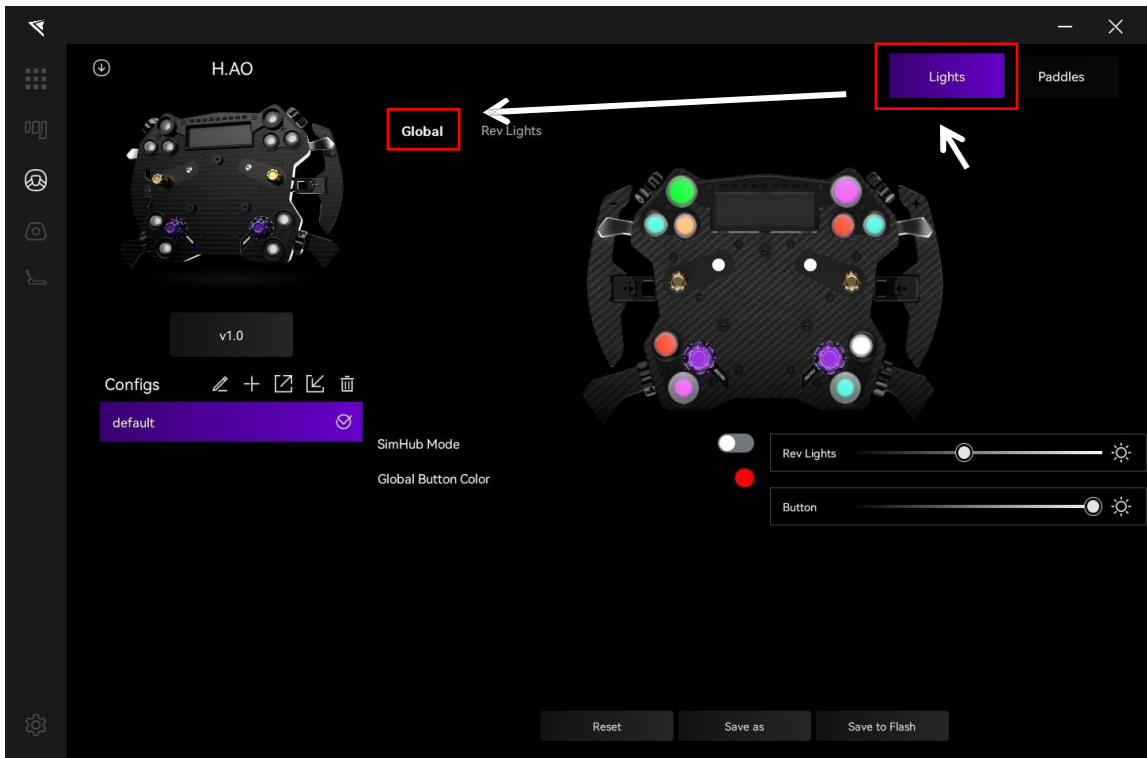 H.AO
Lights
Paddles
Global
Rev Lights
v1.0
Configs
default
SimHub Mode
Global Button Color
Rev Lights
Button
Reset
Save as
Save to Flash